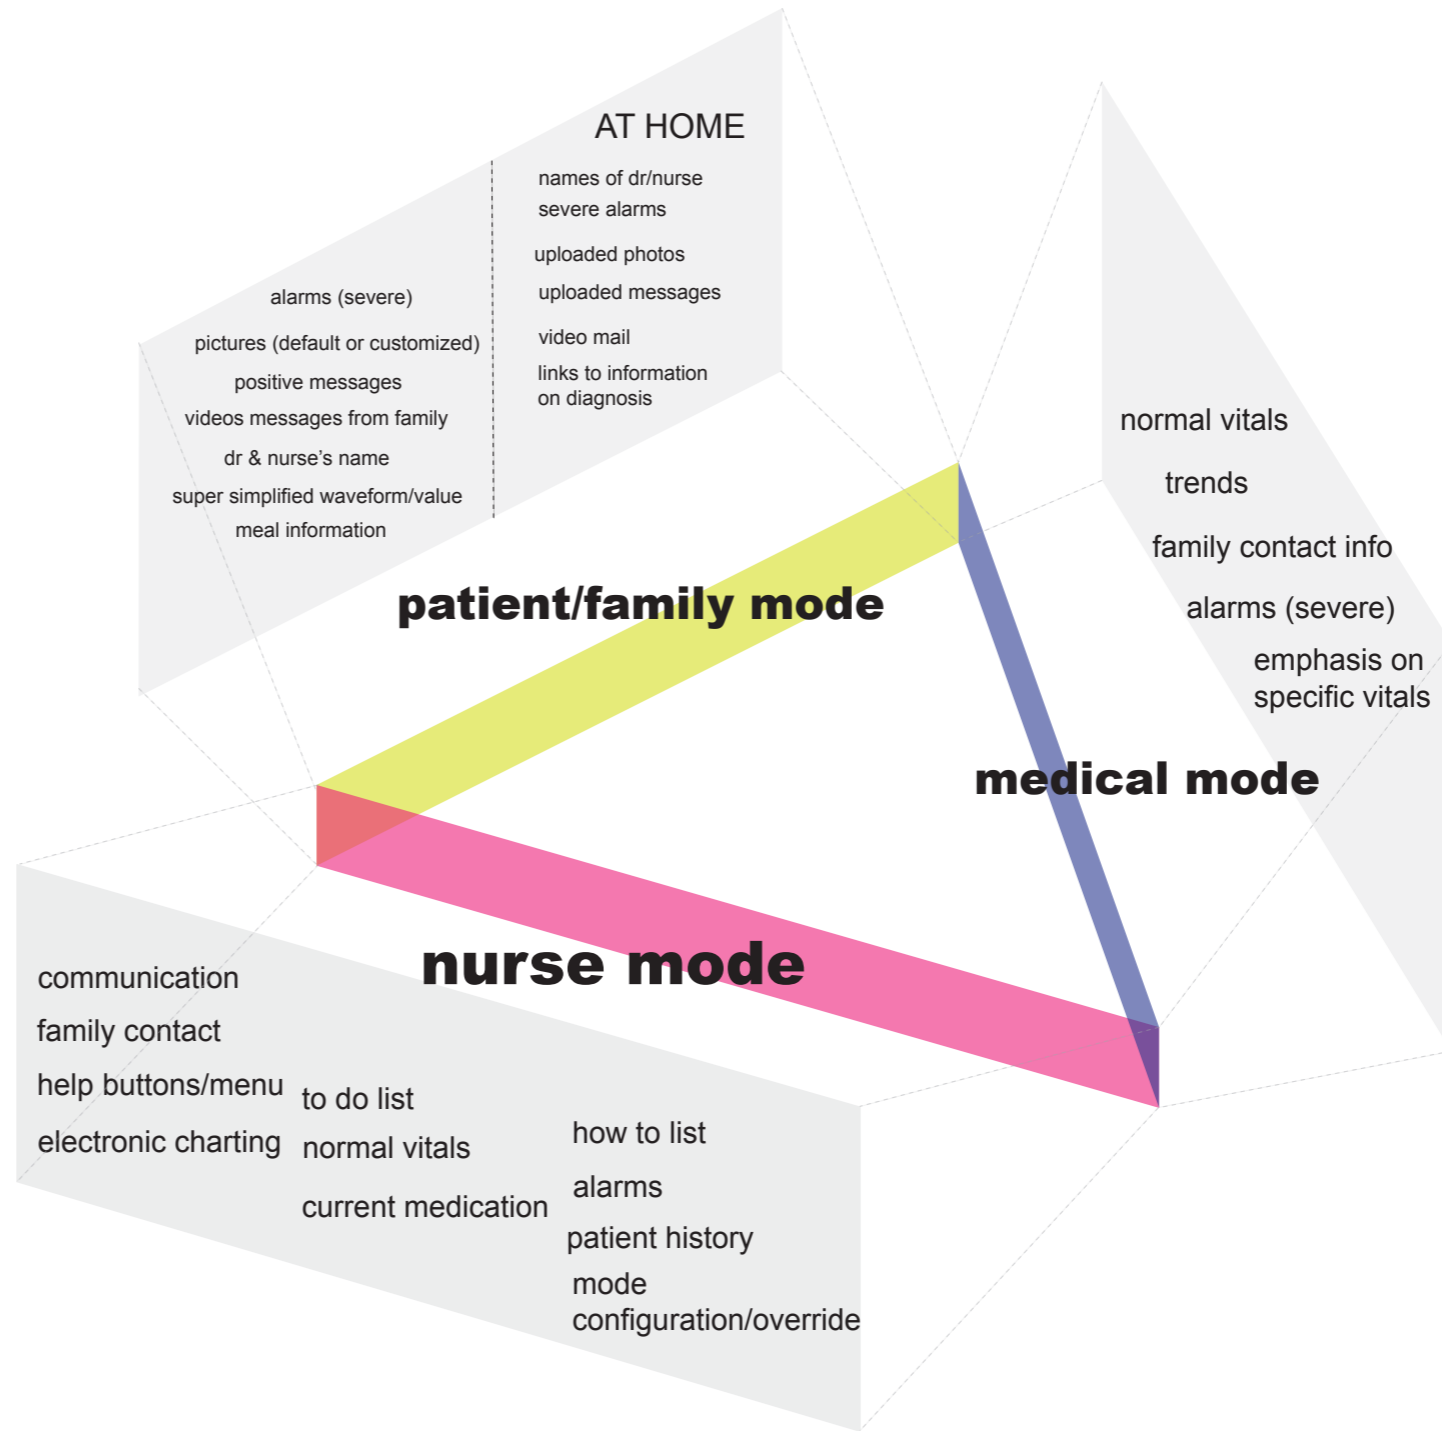 AT HOME
names of dr/nurse
severe alarms
uploaded photos
uploaded messages
video mail
links to information
on diagnosis
alarms (severe)
pictures (default or customized)
positive messages
videos messages from family
dr & nurse's name
super simplified waveform/value
meal information
patient/family mode
normal vitals
trends
family contact info
alarms (severe)
emphasis on
specific vitals
medical mode
nurse mode
communication
family contact
help buttons/menu
electronic charting
to do list
normal vitals
current medication
how to list
alarms
patient history
mode
configuration/override